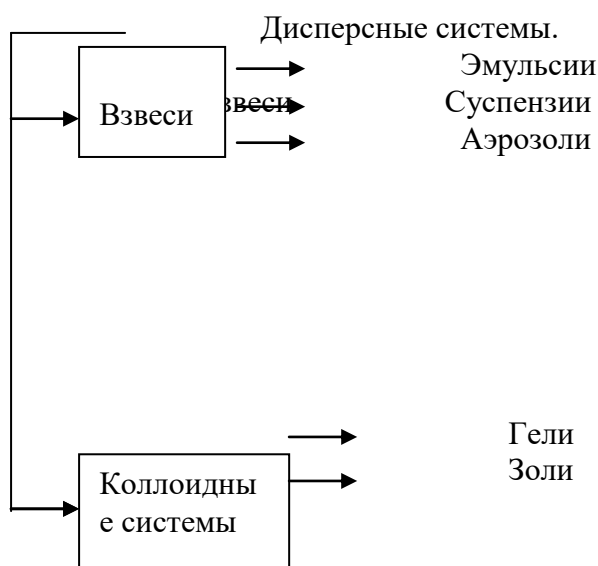 Дисперсные системы.
Эмульсии
Взвеси
Суспензии
Аэрозоли
Гели
Золи
Коллоидны
е системы